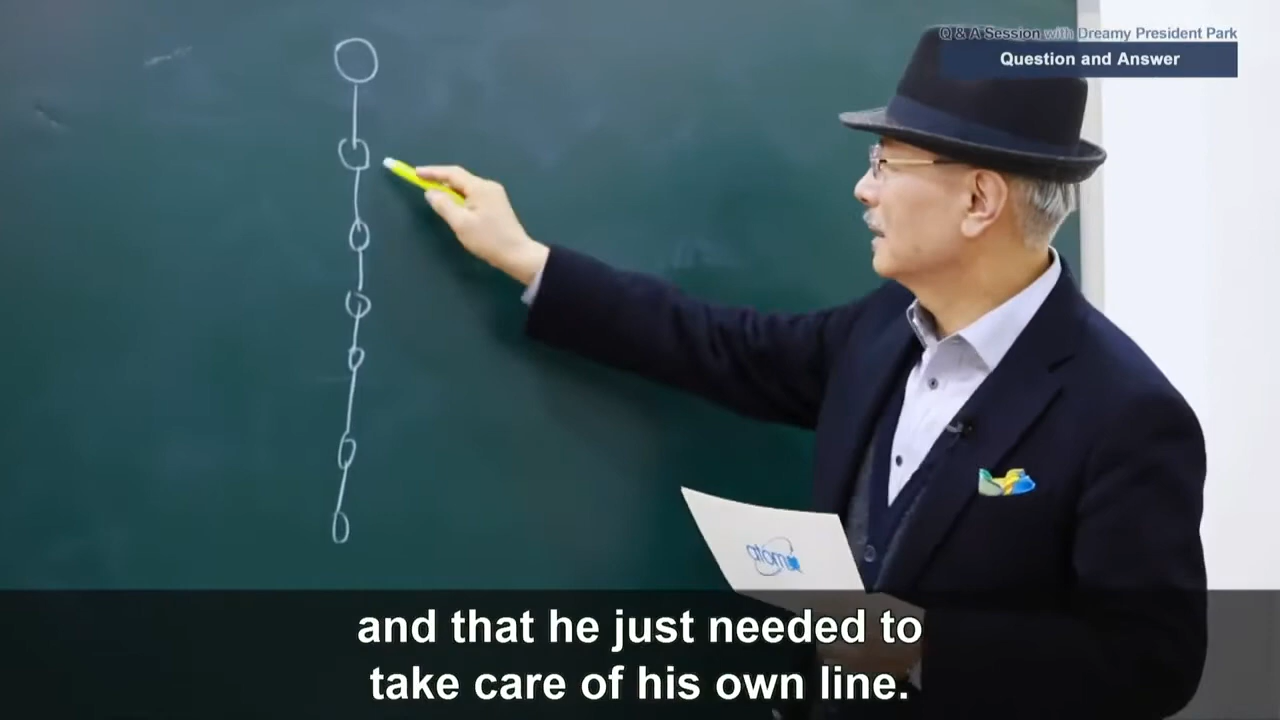 Q & A Session with Dreamy President Park
Question and Answer
atomy
and that he just needed to
take care of his own line.